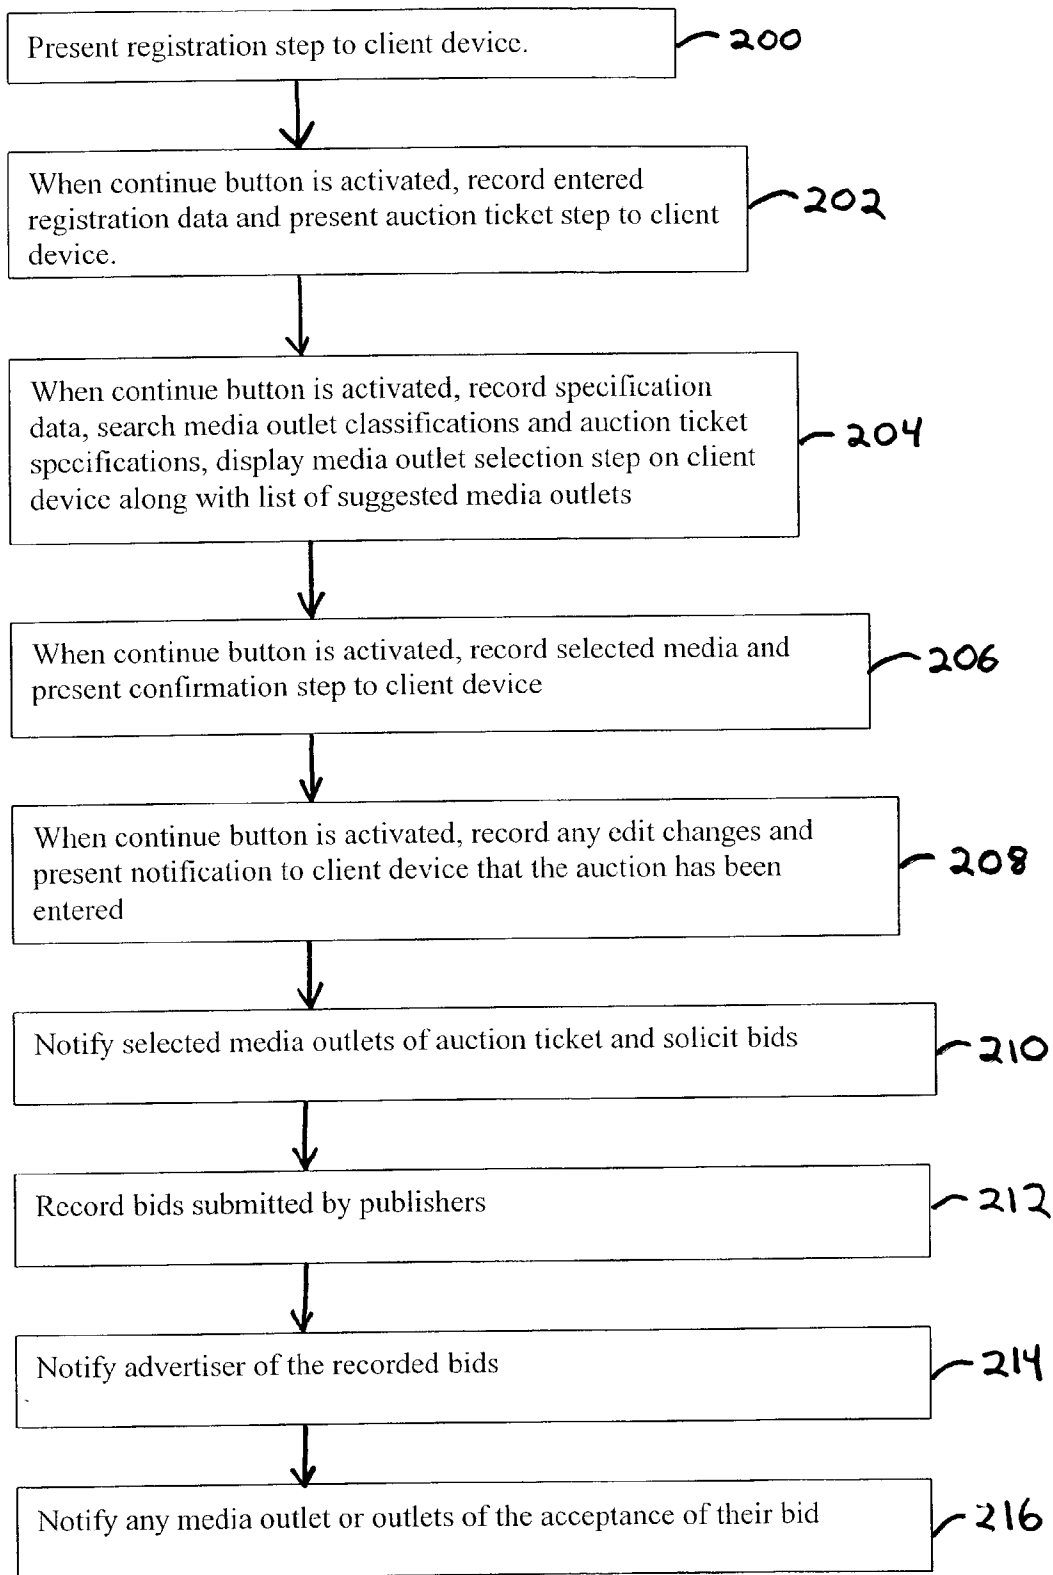 Present registration step to client device.
200
When continue button is activated, record entered
registration data and present auction ticket step to client
device.
202
When continue button is activated, record specification
data, search media outlet classifications and auction ticket
specifications, display media outlet selection step on client
device along with list of suggested media outlets
204
When continue button is activated, record selected media and
present confirmation step to client device
206
When continue button is activated, record any edit changes and
present notification to client device that the auction has been
entered
208
Notify selected media outlets of auction ticket and solicit bids
210
Record bids submitted by publishers
212
Notify advertiser of the recorded bids
214
Notify any media outlet or outlets of the acceptance of their bid
216